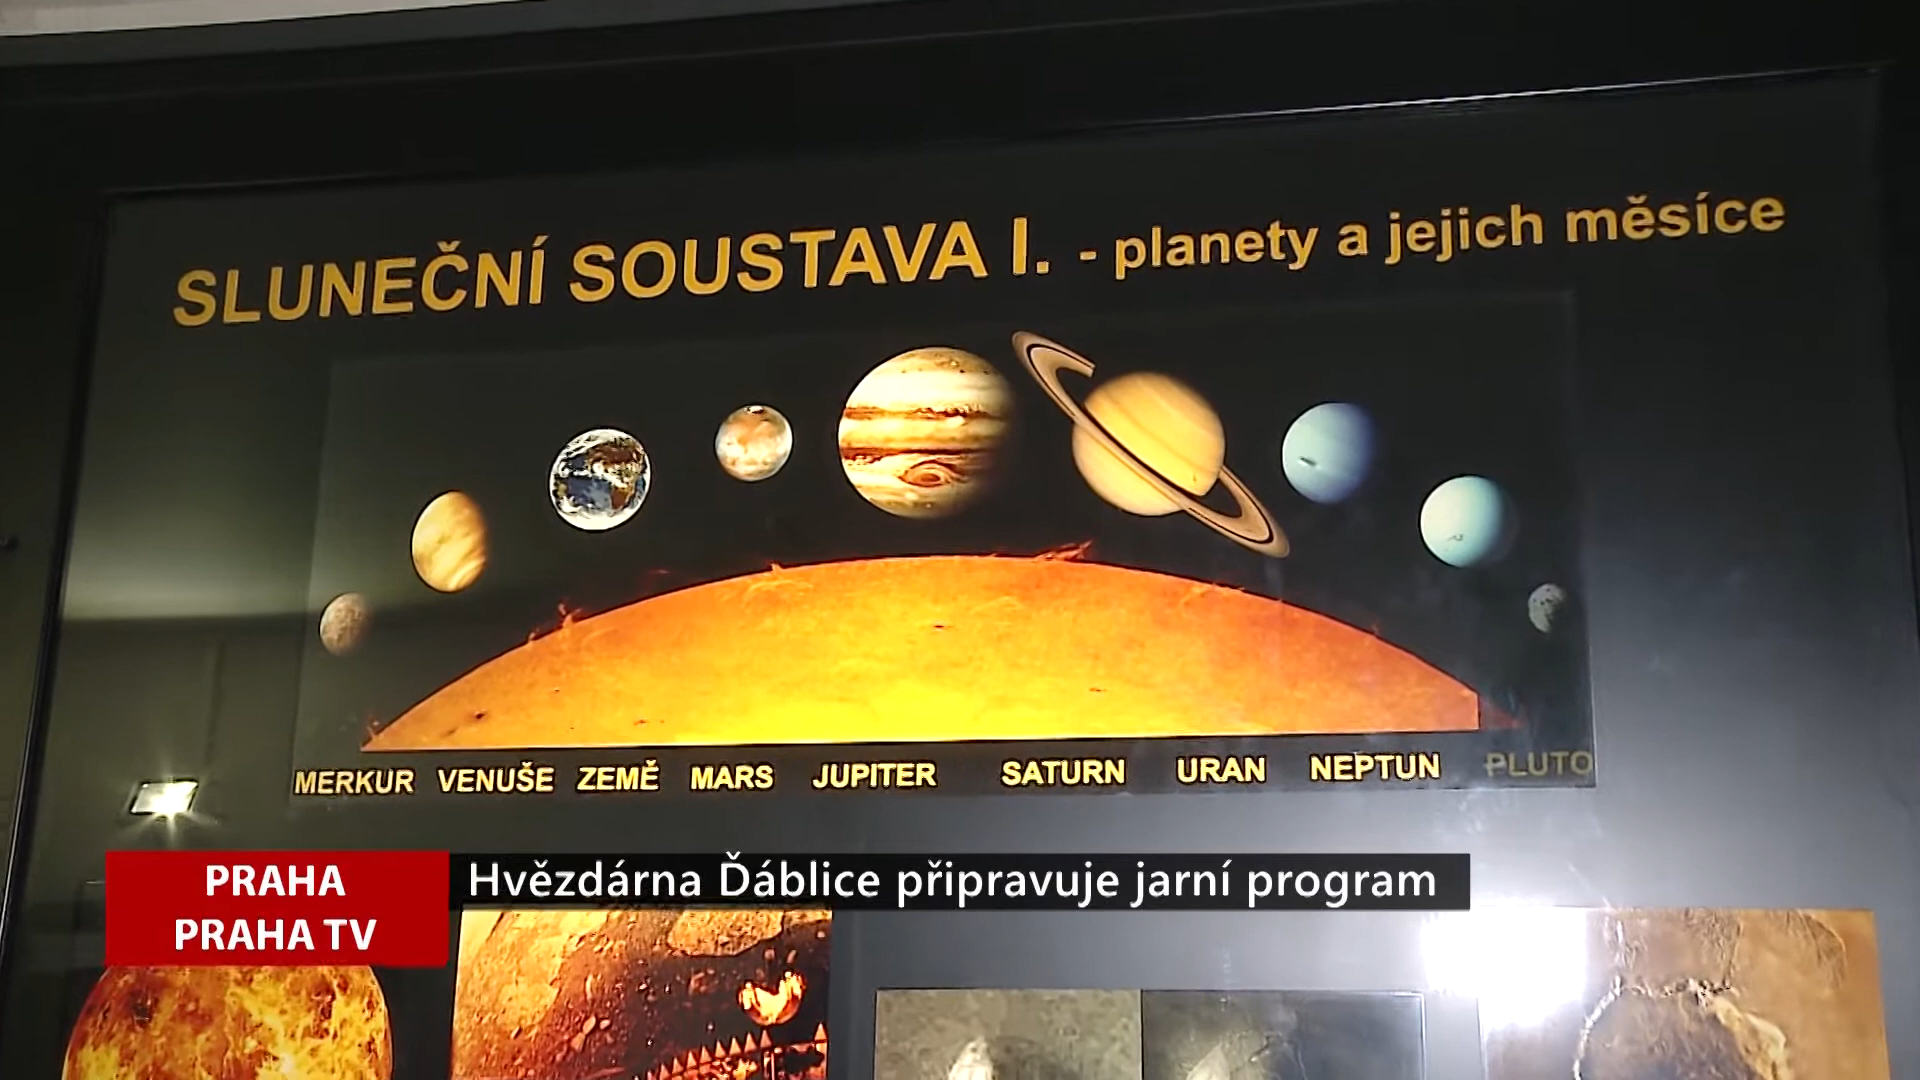 SLUNEČNÍ SOUSTAVA I. - planety a jejich měsíce
MERKUR VENUŠE ZEMĚ MARS JUPITER SATURN URAN NEPTUN PLUTO
PRAHA
PRAHA TV
Hvězdárna Ďáblice připravuje jarní program